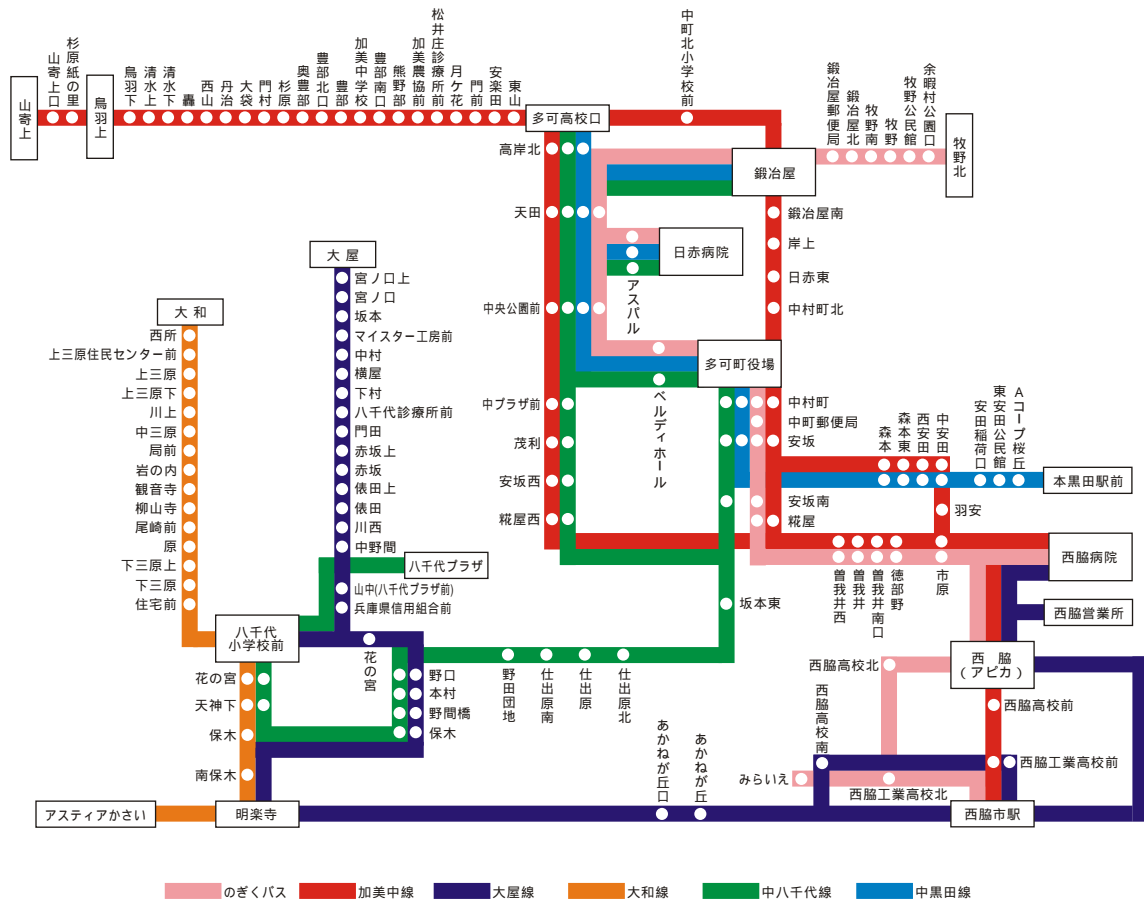 山寄上
山寄上口
杉原紙の里
鳥羽上
鳥羽下
清水上
清水下
轟
西山
丹治
大袋
門村
杉原
奥豊部
豊部北口
豊部
加美中学校
豊部南口
熊野部
加美農協前
松井庄診療所前
月ケ花
門前
安楽田
東山
多可高校口
中町北小学校前
鍛冶屋
鍛冶屋郵便局
鍛冶屋北
牧野南
牧野
牧野公民館
余暇村公園口
牧野北
高岸北
天田
中央公園前
中プラザ前
茂利
安坂西
糀屋西
日赤病院
アスパル
多可町役場
ベルディホール
鍛冶屋南
岸上
日赤東
中村町北
中村町
中町郵便局
安坂
安坂南
糀屋
森本
森本東
西安田
中安田
安田稲荷口
東安田公民館
Aコープ桜丘
本黒田駅前
羽安
曽我井西
曽我井
曽我井南口
徳部野
市原
西脇病院
西脇営業所
西脇
(アピカ)
西脇高校北
西脇高校前
西脇高校南
西脇工業高校前
みらいえ
西脇工業高校北
西脇市駅
大屋
宮ノ口上
宮ノ口
坂本
マイスター工房前
中村
横屋
下村
八千代診療所前
門田
赤坂上
赤坂
俵田上
俵田
川西
中野間
八千代プラザ
山中(八千代プラザ前)
兵庫県信用組合前
大和
西所
上三原住民センター前
上三原
上三原下
川上
中三原
局前
岩の内
観音寺
柳山寺
尾崎前
原
下三原上
下三原
住宅前
八千代
小学校前
花の宮
花の宮
天神下
保木
南保木
野口
本村
野間橋
保木
野田団地
仕出原南
仕出原
仕出原北
坂本東
あかねが丘口
あかねが丘
アスティアかさい
明楽寺
のぎくバス
加美中線
大屋線
大和線
中八千代線
中黒田線